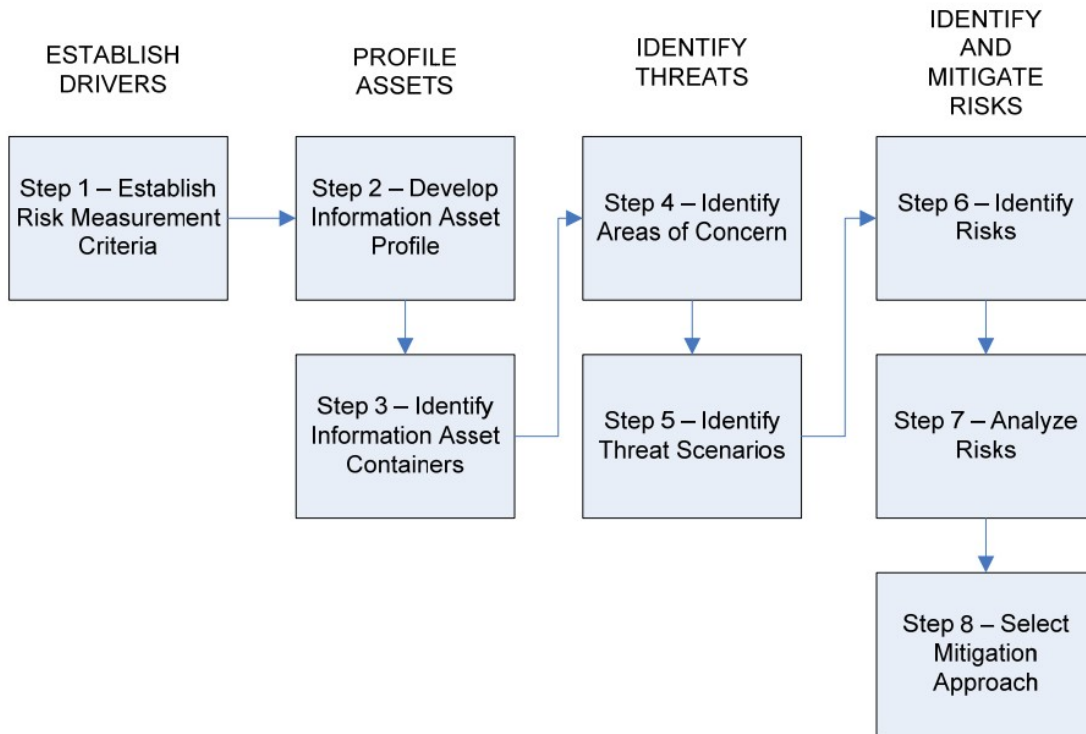 ESTABLISH
DRIVERS
PROFILE
ASSETS
IDENTIFY
THREATS
IDENTIFY
AND
MITIGATE
RISKS
Step 1 – Establish
Risk Measurement
Criteria
Step 2 – Develop
Information Asset
Profile
Step 3 – Identify
Information Asset
Containers
Step 4 – Identify
Areas of Concern
Step 5 – Identify
Threat Scenarios
Step 6 – Identify
Risks
Step 7 – Analyze
Risks
Step 8 – Select
Mitigation
Approach